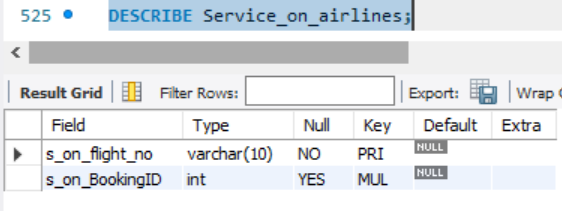 525 DESCRIBE Service_on_airlines;
Result Grid Filter Rows: Export: Wrap
Field Type Null Key Default Extra
s_on_flight_no varchar(10) NO PRI NULL
s_on_BookingID int YES MUL NULL